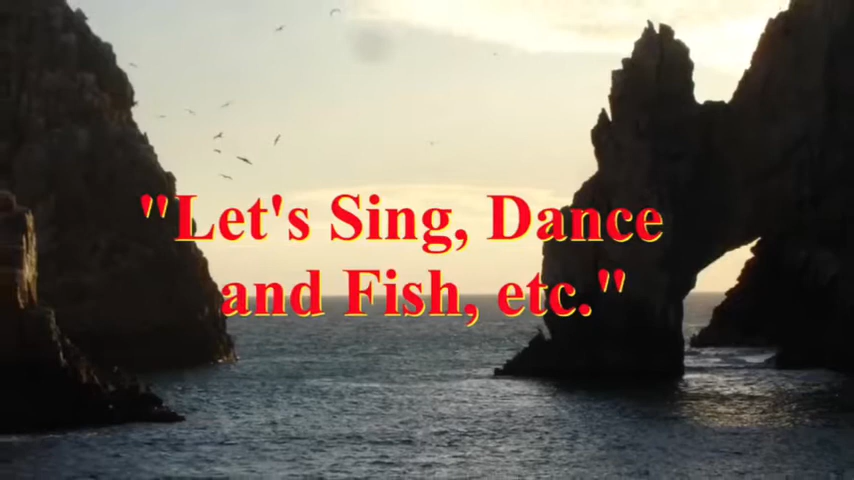 "Let's Sing, Dance
and Fish, etc."